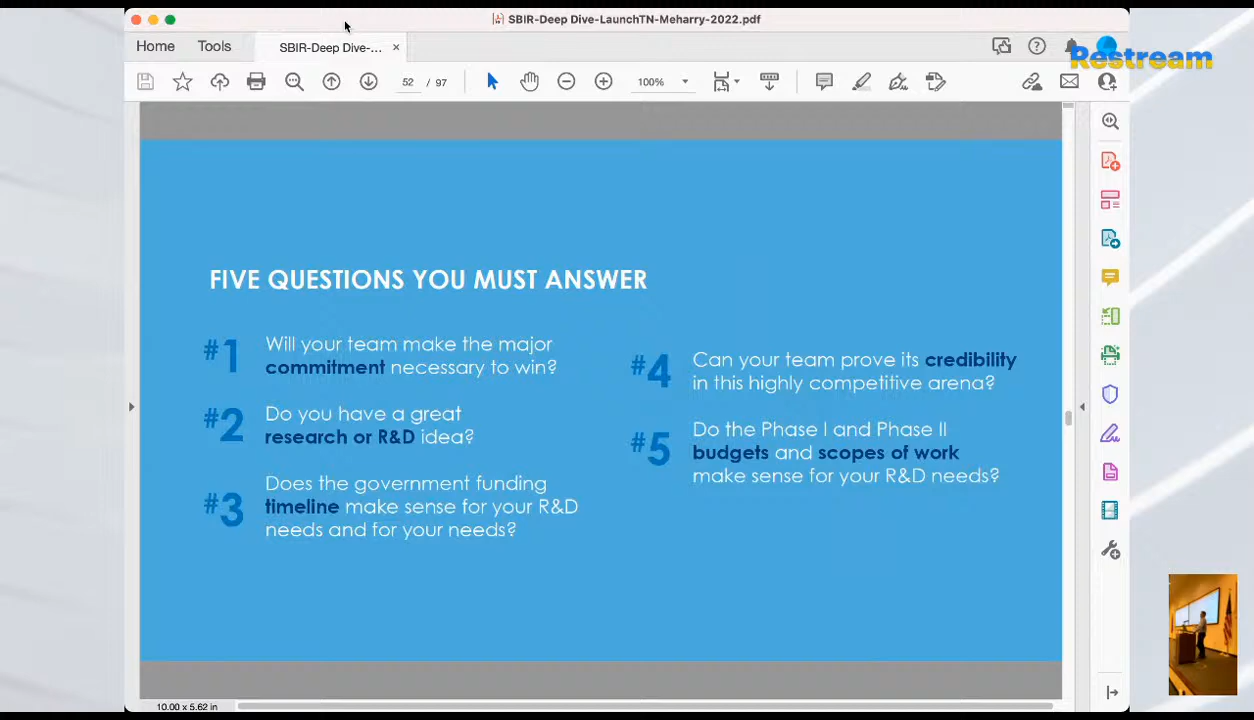 SBIR-Deep Dive-LaunchTN-Meharry-2022.pdf
Home Tools SBIR-Deep Dive-... ×
Restream
52 / 97 100%
FIVE QUESTIONS YOU MUST ANSWER
#1 Will your team make the major
commitment necessary to win?
#2 Do you have a great
research or R&D idea?
#3 Does the government funding
timeline make sense for your R&D
needs and for your needs?
#4 Can your team prove its credibility
in this highly competitive arena?
#5 Do the Phase I and Phase II
budgets and scopes of work
make sense for your R&D needs?
10.00 x 5.62 in